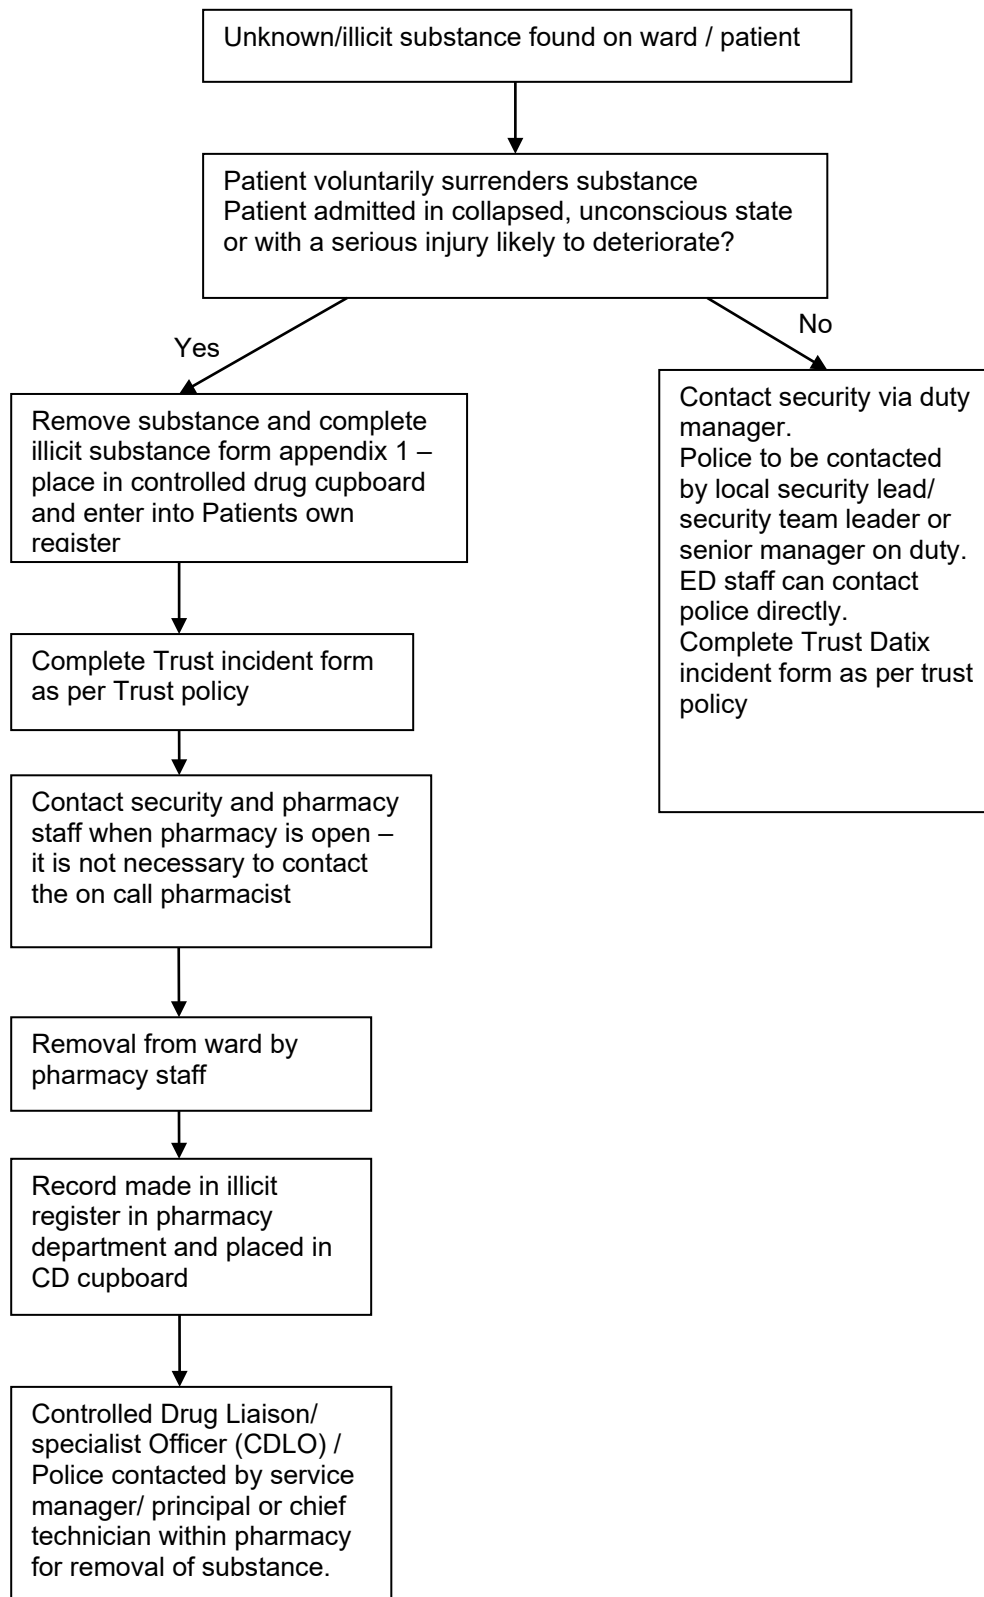 Unknown/illicit substance found on ward / patient
Patient voluntarily surrenders substance
Patient admitted in collapsed, unconscious state
or with a serious injury likely to deteriorate?
Yes
No
Remove substance and complete
illicit substance form appendix 1 –
place in controlled drug cupboard
and enter into Patients own
register
Complete Trust incident form
as per Trust policy
Contact security and pharmacy
staff when pharmacy is open –
it is not necessary to contact
the on call pharmacist
Removal from ward by
pharmacy staff
Record made in illicit
register in pharmacy
department and placed in
CD cupboard
Controlled Drug Liaison/
specialist Officer (CDLO) /
Police contacted by service
manager/ principal or chief
technician within pharmacy
for removal of substance.
Contact security via duty
manager.
Police to be contacted
by local security lead/
security team leader or
senior manager on duty.
ED staff can contact
police directly.
Complete Trust Datix
incident form as per trust
policy